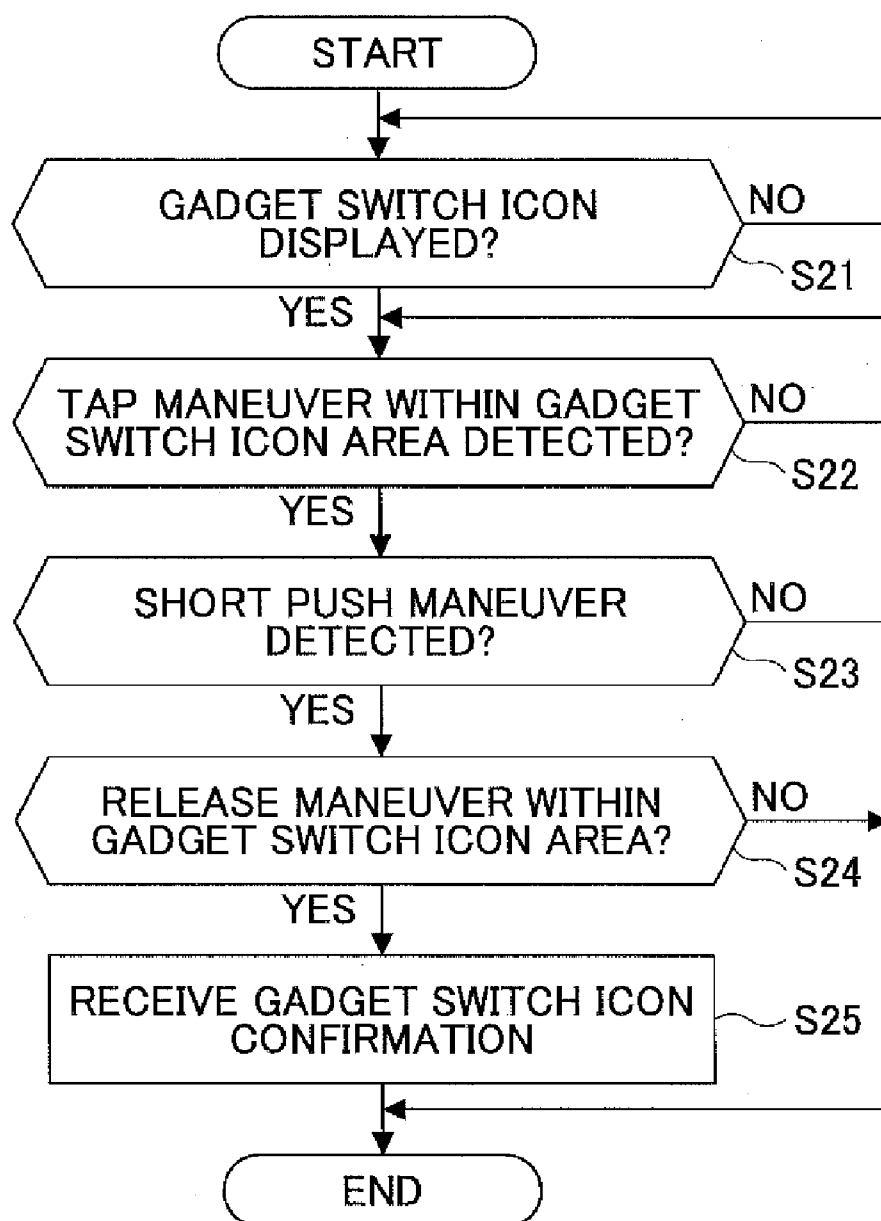 START
GADGET SWITCH ICON
DISPLAYED?
NO
S21
YES
TAP MANEUVER WITHIN GADGET
SWITCH ICON AREA DETECTED?
NO
S22
YES
SHORT PUSH MANEUVER
DETECTED?
NO
S23
YES
RELEASE MANEUVER WITHIN
GADGET SWITCH ICON AREA?
NO
S24
YES
RECEIVE GADGET SWITCH ICON
CONFIRMATION
S25
END